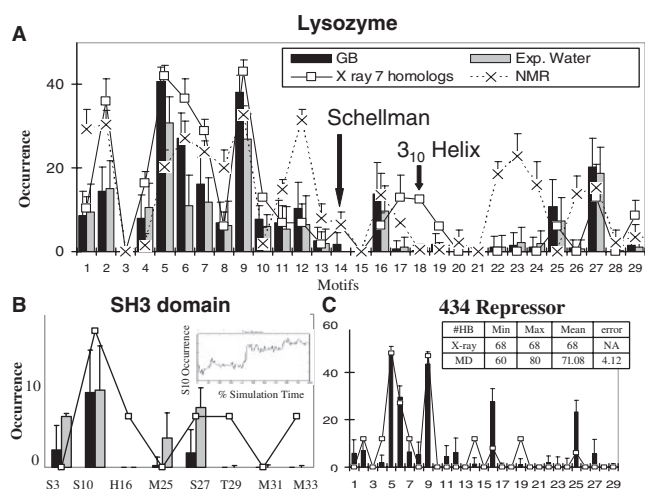 Lysozyme
A
GB
Exp. Water
X ray 7 homologs
NMR
Schellman
3₁₀ Helix
Occurrence
40
20
0
1 2 3 4 5 6 7 8 9 10 11 12 13 14 15 16 17 18 19 20 21 22 23 24 25 26 27 28 29
Motifs
B
SH3 domain
S10 Occurrence
% Simulation Time
Occurrence
10
0
S3 S10 H16 M25 S27 T29 M31 M33
C
434 Repressor
#HB Min Max Mean error
X-ray 68 68 68 NA
MD 60 80 71.08 4.12
60
40
20
0
1 3 5 7 9 11 13 15 17 19 21 23 25 27 29